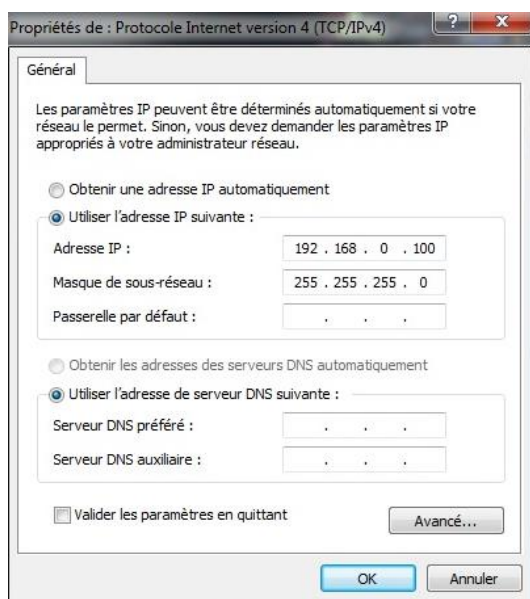 Propriétés de : Protocole Internet version 4 (TCP/IPv4)
Général
Les paramètres IP peuvent être déterminés automatiquement si votre
réseau le permet. Sinon, vous devez demander les paramètres IP
appropriés à votre administrateur réseau.
Obtenir une adresse IP automatiquement
Utiliser l'adresse IP suivante :
Adresse IP : 192 . 168 . 0 . 100
Masque de sous-réseau : 255 . 255 . 255 . 0
Passerelle par défaut : . . .
Obtenir les adresses des serveurs DNS automatiquement
Utiliser l'adresse de serveur DNS suivante :
Serveur DNS préféré : . . .
Serveur DNS auxiliaire : . . .
Valider les paramètres en quittant
Avancé...
OK Annuler